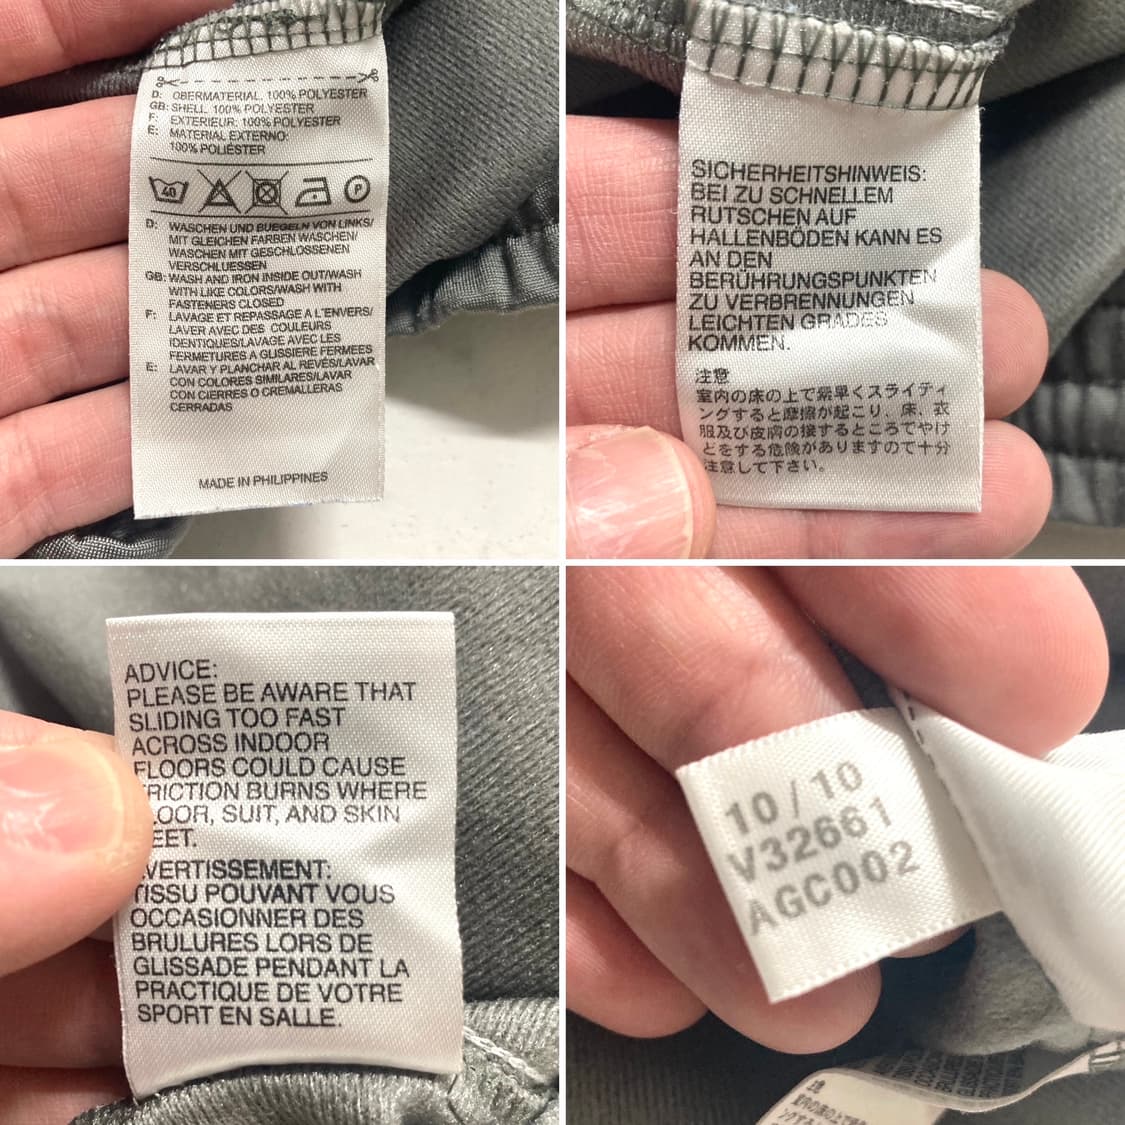 D: OBERMATERIAL. 100% POLYESTER
GB: SHELL. 100% POLYESTER
F: EXTERIEUR: 100% POLYESTER
E: MATERIAL EXTERNO:
100% POLIÉSTER
40 P
D: WASCHEN UND BUEGELN VON LINKS/
MIT GLEICHEN FARBEN WASCHEN/
WASCHEN MIT GESCHLOSSENEN
VERSCHLUESSEN
GB: WASH AND IRON INSIDE OUT/WASH
WITH LIKE COLORS/WASH WITH
FASTENERS CLOSED
F: LAVAGE ET REPASSAGE A L'ENVERS/
LAVER AVEC DES COULEURS
IDENTIQUES/LAVAGE AVEC LES
FERMETURES A GLISSIERE FERMEES
E: LAVAR Y PLANCHAR AL REVÉS/LAVAR
CON COLORES SIMILARES/LAVAR
CON CIERRES O CREMALLERAS
CERRADAS
MADE IN PHILIPPINES
SICHERHEITSHINWEIS:
BEI ZU SCHNELLEM
RUTSCHEN AUF
HALLENBÖDEN KANN ES
AN DEN
BERÜHRUNGSPUNKTEN
ZU VERBRENNUNGEN
LEICHTEN GRADES
KOMMEN.
注意
室内の床の上で素早くスライディ
ングすると摩擦が起こり、床、衣
服及び皮膚の接するところでやけ
どをする危険がありますので十分
注意して下さい。
ADVICE:
PLEASE BE AWARE THAT
SLIDING TOO FAST
ACROSS INDOOR
FLOORS COULD CAUSE
FRICTION BURNS WHERE
LOOR, SUIT, AND SKIN
EET.
VERTISSEMENT:
TISSU POUVANT VOUS
OCCASIONNER DES
BRULURES LORS DE
GLISSADE PENDANT LA
PRACTIQUE DE VOTRE
SPORT EN SALLE.
10/10
V32661
AGC002